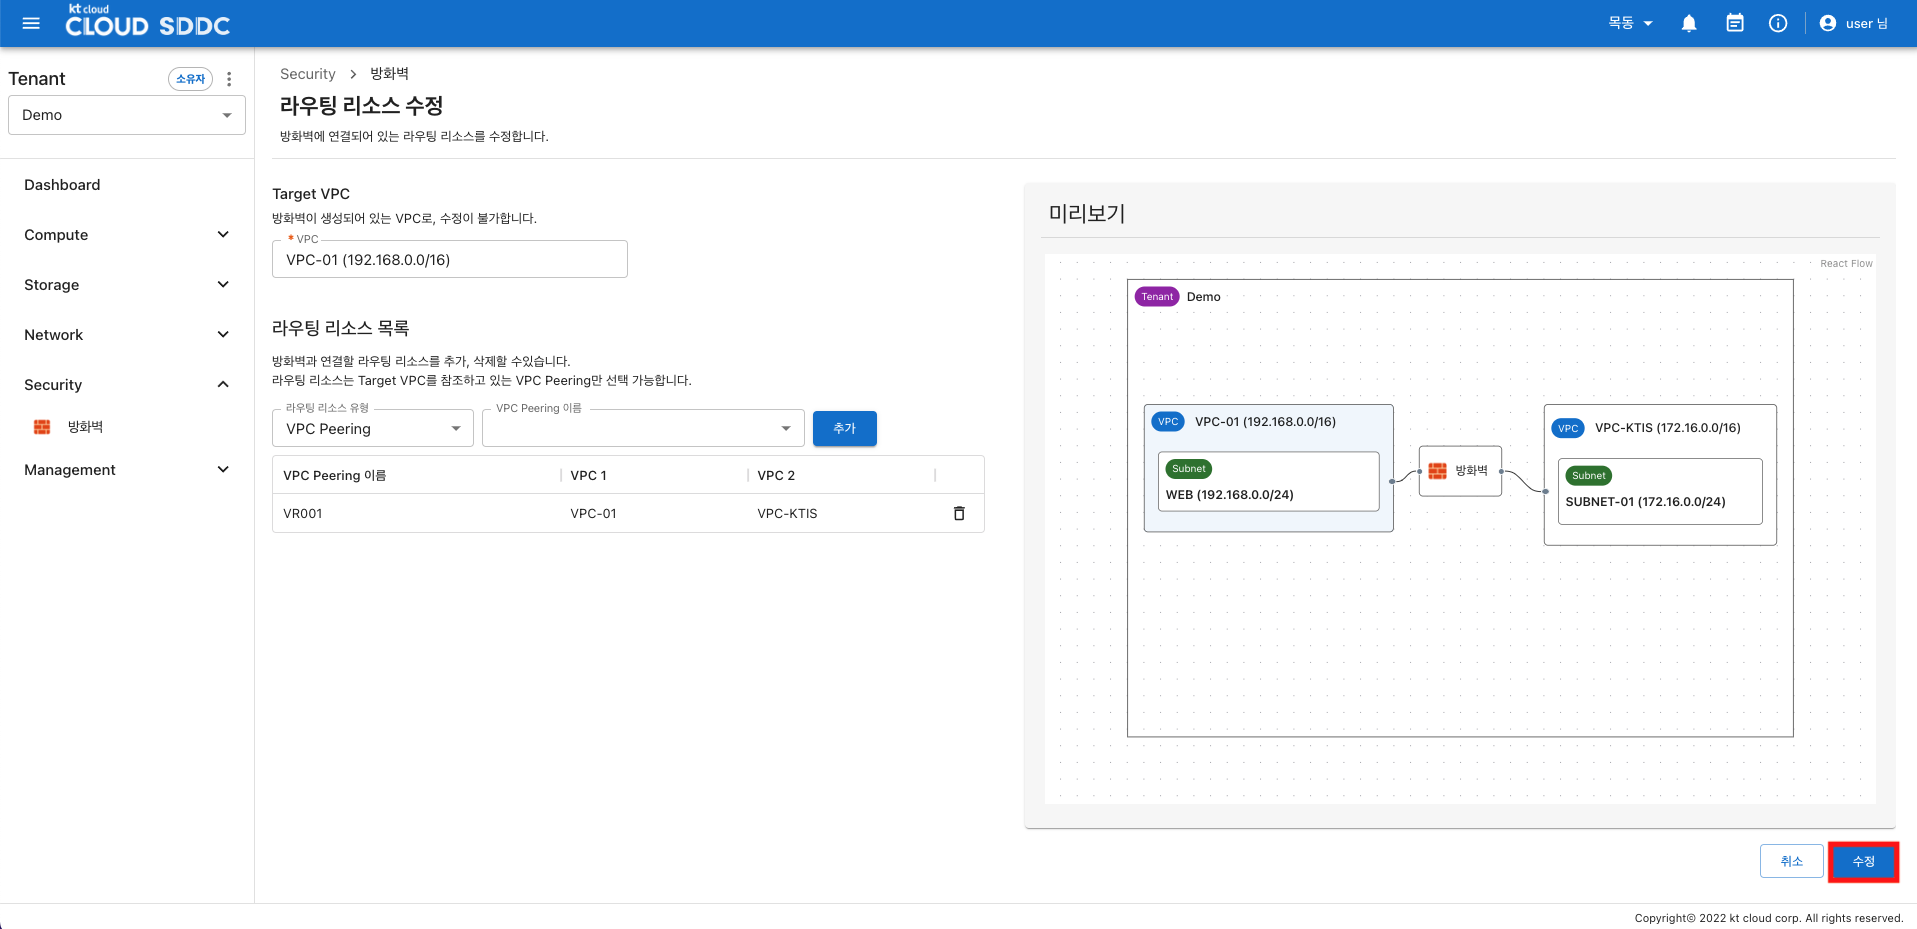 kt cloud
CLOUD SDDC
목동
user 님
Tenant
소유자
Demo
Dashboard
Compute
Storage
Network
Security
방화벽
Management
Security > 방화벽
라우팅 리소스 수정
방화벽에 연결되어 있는 라우팅 리소스를 수정합니다.
Target VPC
방화벽이 생성되어 있는 VPC로, 수정이 불가합니다.
* VPC
VPC-01 (192.168.0.0/16)
라우팅 리소스 목록
방화벽과 연결할 라우팅 리소스를 추가, 삭제할 수있습니다.
라우팅 리소스는 Target VPC를 참조하고 있는 VPC Peering만 선택 가능합니다.
라우팅 리소스 유형
VPC Peering
VPC Peering 이름
추가
VPC Peering 이름 VPC 1 VPC 2
VR001 VPC-01 VPC-KTIS
미리보기
React Flow
Tenant Demo
VPC VPC-01 (192.168.0.0/16)
Subnet
WEB (192.168.0.0/24)
방화벽
VPC VPC-KTIS (172.16.0.0/16)
Subnet
SUBNET-01 (172.16.0.0/24)
취소
수정
Copyright© 2022 kt cloud corp. All rights reserved.